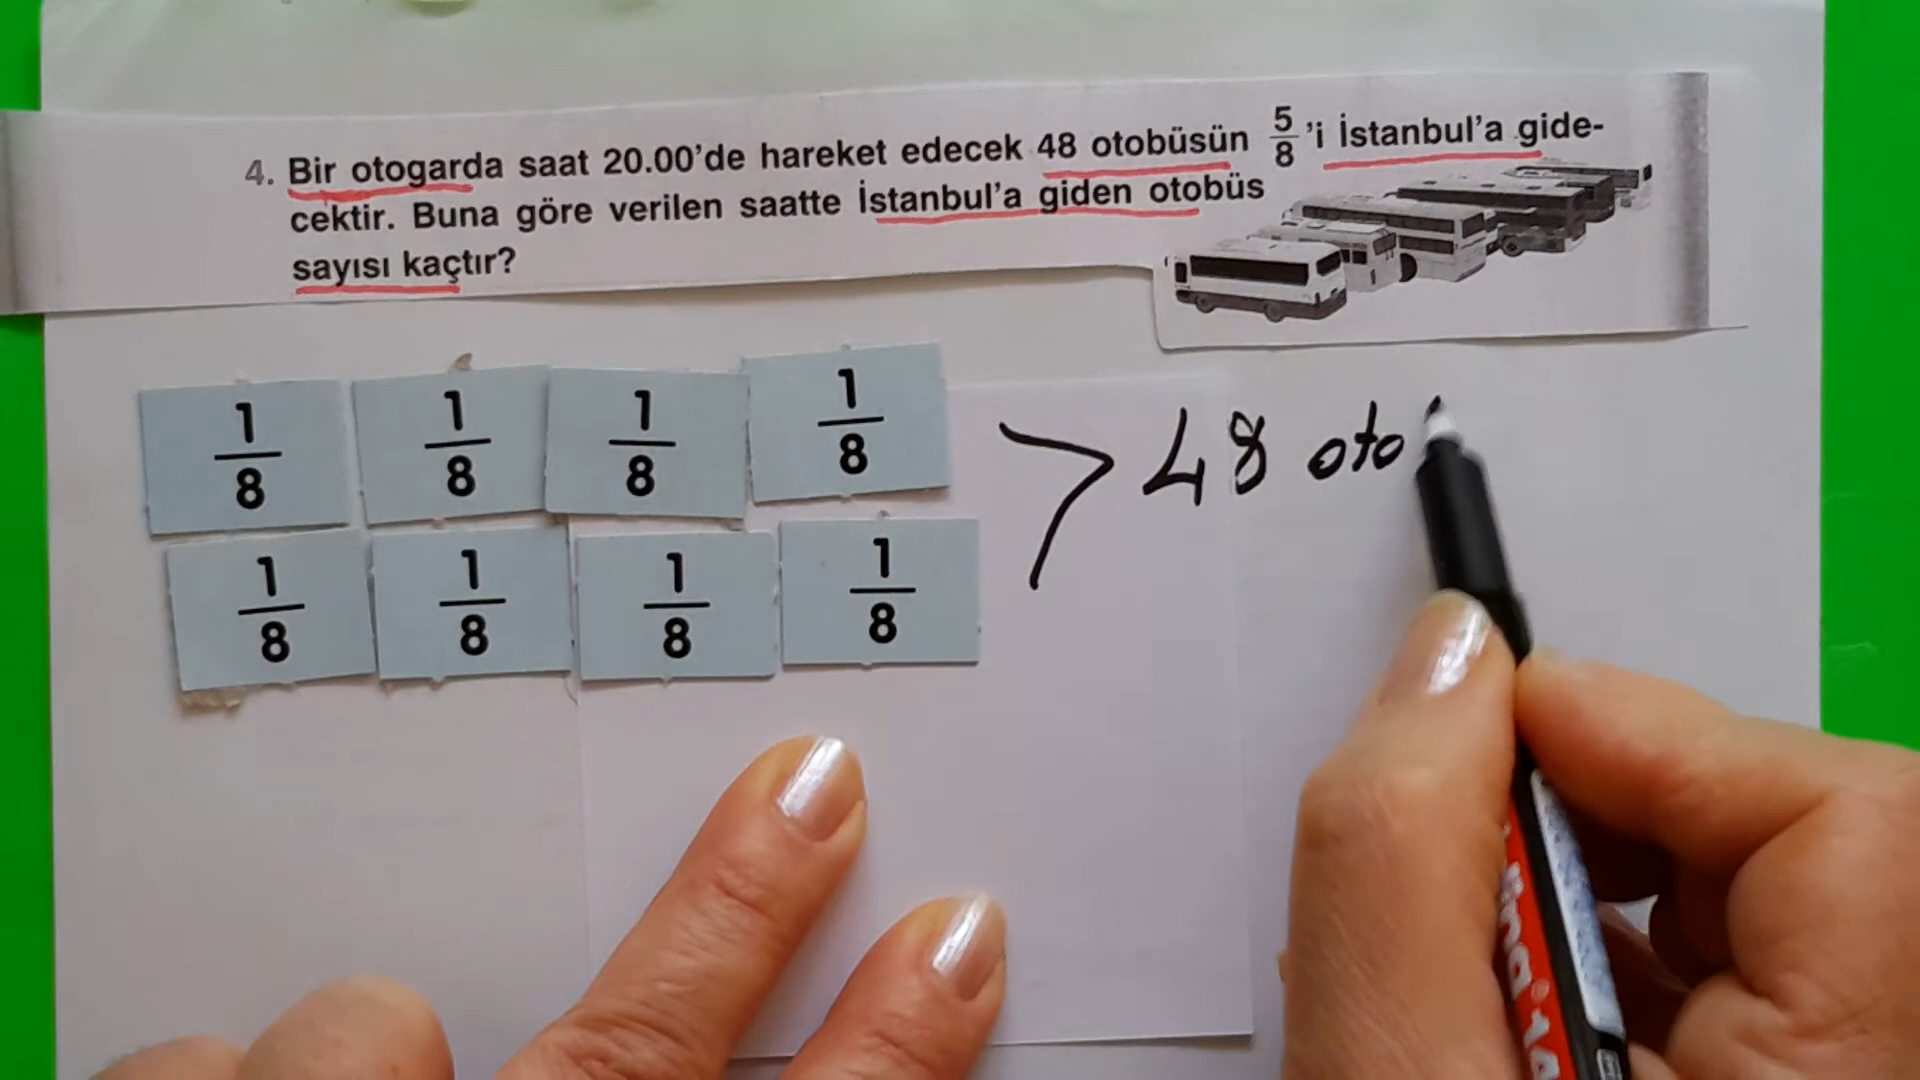 4. Bir otogarda saat 20.00'de hareket edecek 48 otobüsün 5/8 'i İstanbul'a gide-
cektir. Buna göre verilen saatte İstanbul'a giden otobüs
sayısı kaçtır?
1/8 1/8 1/8 1/8
> 48 oto
1/8 1/8 1/8 1/8